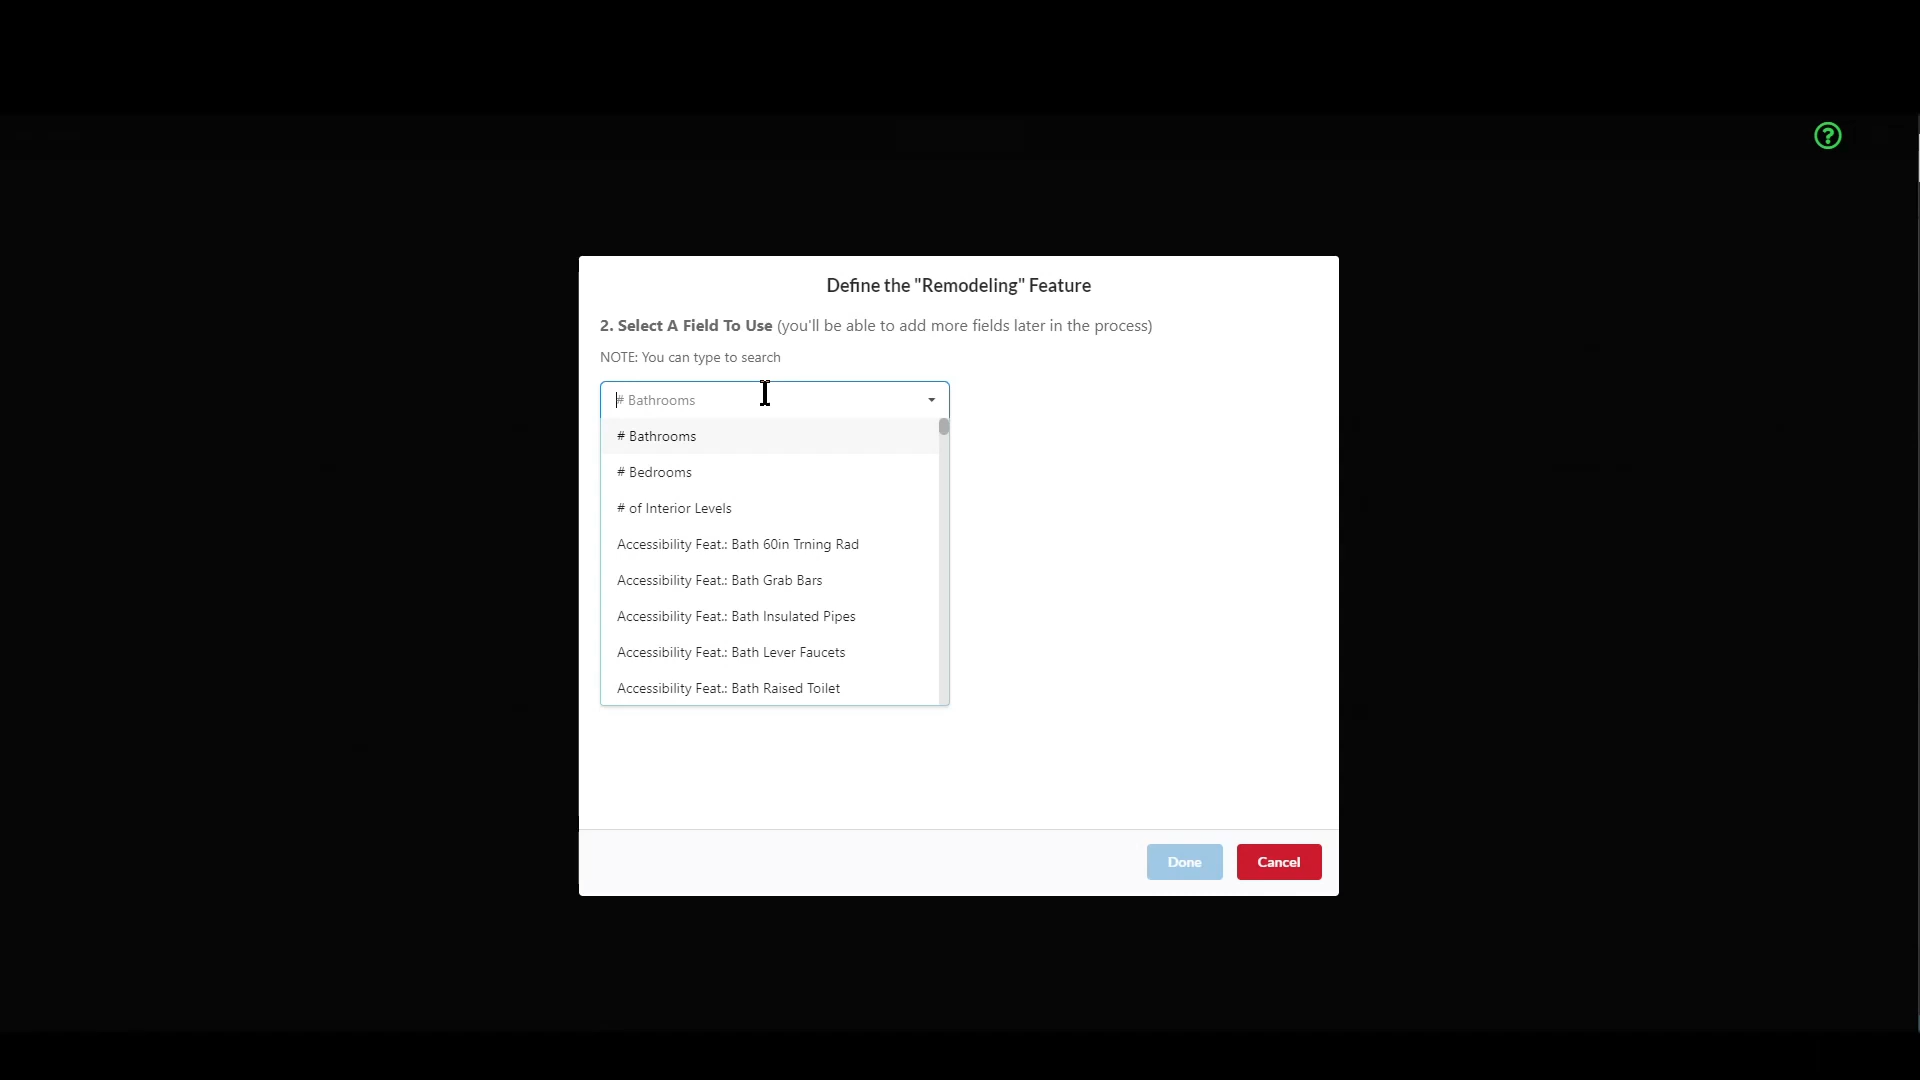 ?
Define the "Remodeling" Feature
2. Select A Field To Use (you'll be able to add more fields later in the process)
NOTE: You can type to search
# Bathrooms
# Bathrooms
# Bedrooms
# of Interior Levels
Accessibility Feat.: Bath 60in Trning Rad
Accessibility Feat.: Bath Grab Bars
Accessibility Feat.: Bath Insulated Pipes
Accessibility Feat.: Bath Lever Faucets
Accessibility Feat.: Bath Raised Toilet
Done Cancel